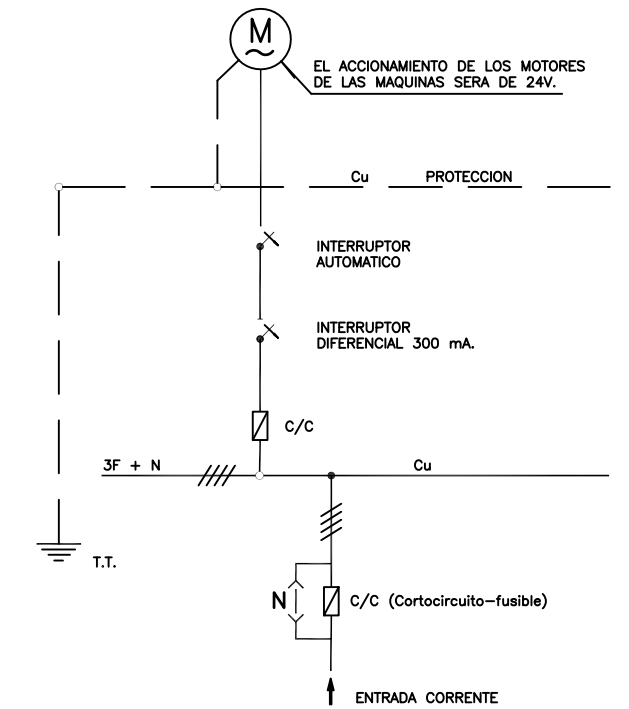 M
EL ACCIONAMIENTO DE LOS MOTORES
DE LAS MAQUINAS SERA DE 24V.
Cu PROTECCION
INTERRUPTOR
AUTOMATICO
INTERRUPTOR
DIFERENCIAL 300 mA.
C/C
3F + N
Cu
T.T.
N
C/C (Cortocircuito-fusible)
ENTRADA CORRENTE